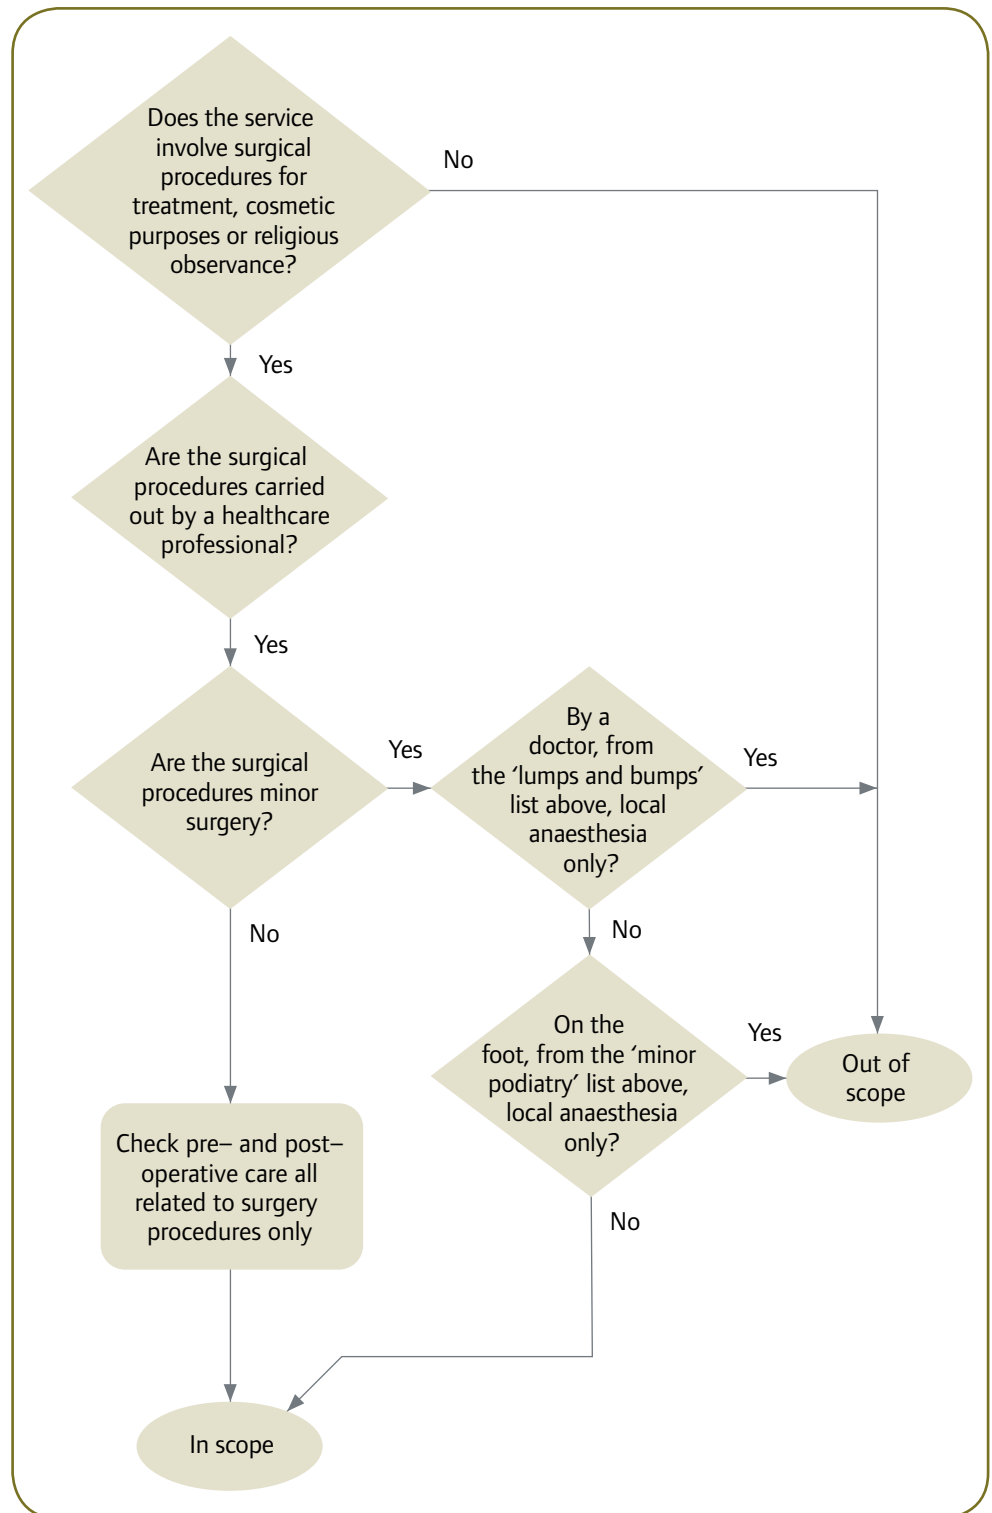 Does the service
involve surgical
procedures for
treatment, cosmetic
purposes or religious
observance?
No
Yes
Are the surgical
procedures carried
out by a healthcare
professional?
Yes
Are the surgical
procedures minor
surgery?
Yes
By a
doctor, from
the ‘lumps and bumps’
list above, local
anaesthesia
only?
Yes
No
No
On the
foot, from the ‘minor
podiatry’ list above,
local anaesthesia
only?
Yes
Out of
scope
Check pre– and post–
operative care all
related to surgery
procedures only
No
In scope